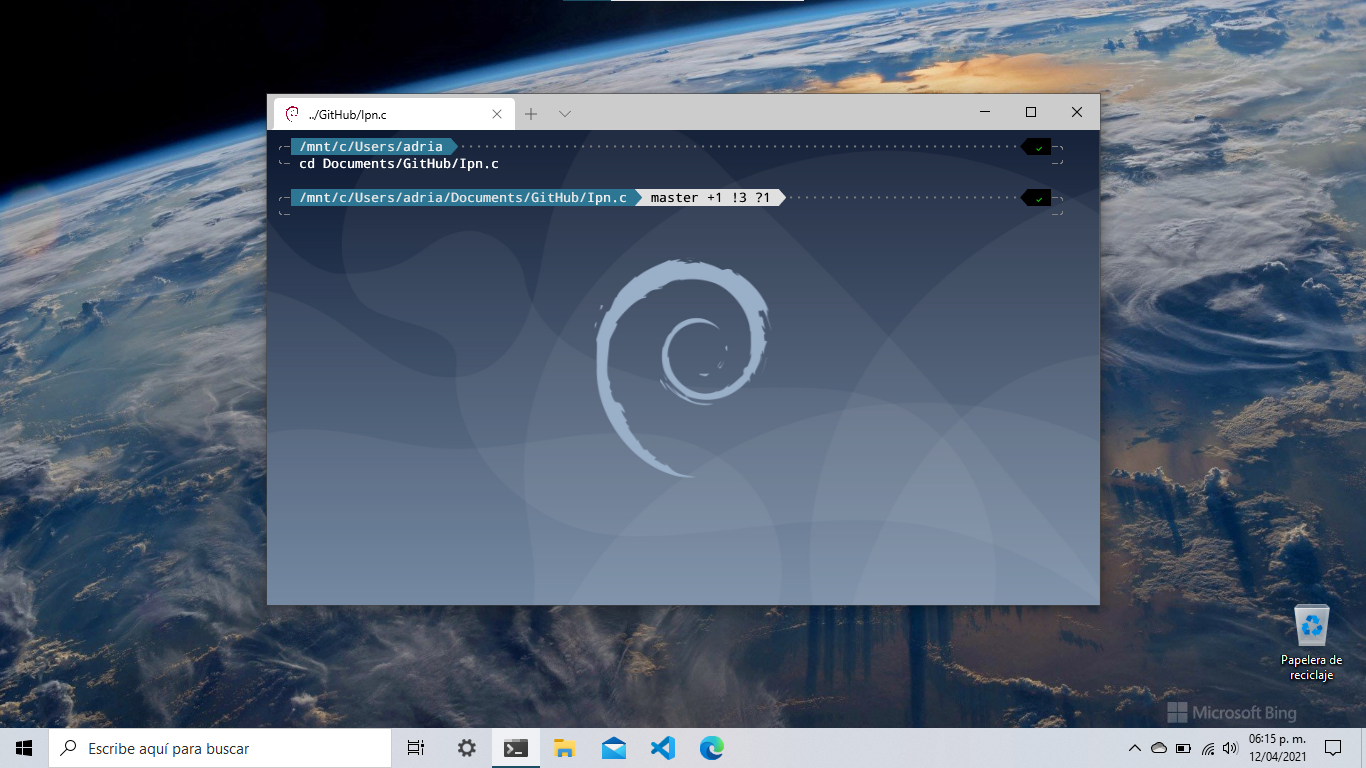 ../GitHub/Ipn.c
/mnt/c/Users/adria
cd Documents/GitHub/Ipn.c
/mnt/c/Users/adria/Documents/GitHub/Ipn.c master +1 !3 ?1
Papelera de
reciclaje
Microsoft Bing
Escribe aquí para buscar
06:15 p. m.
12/04/2021